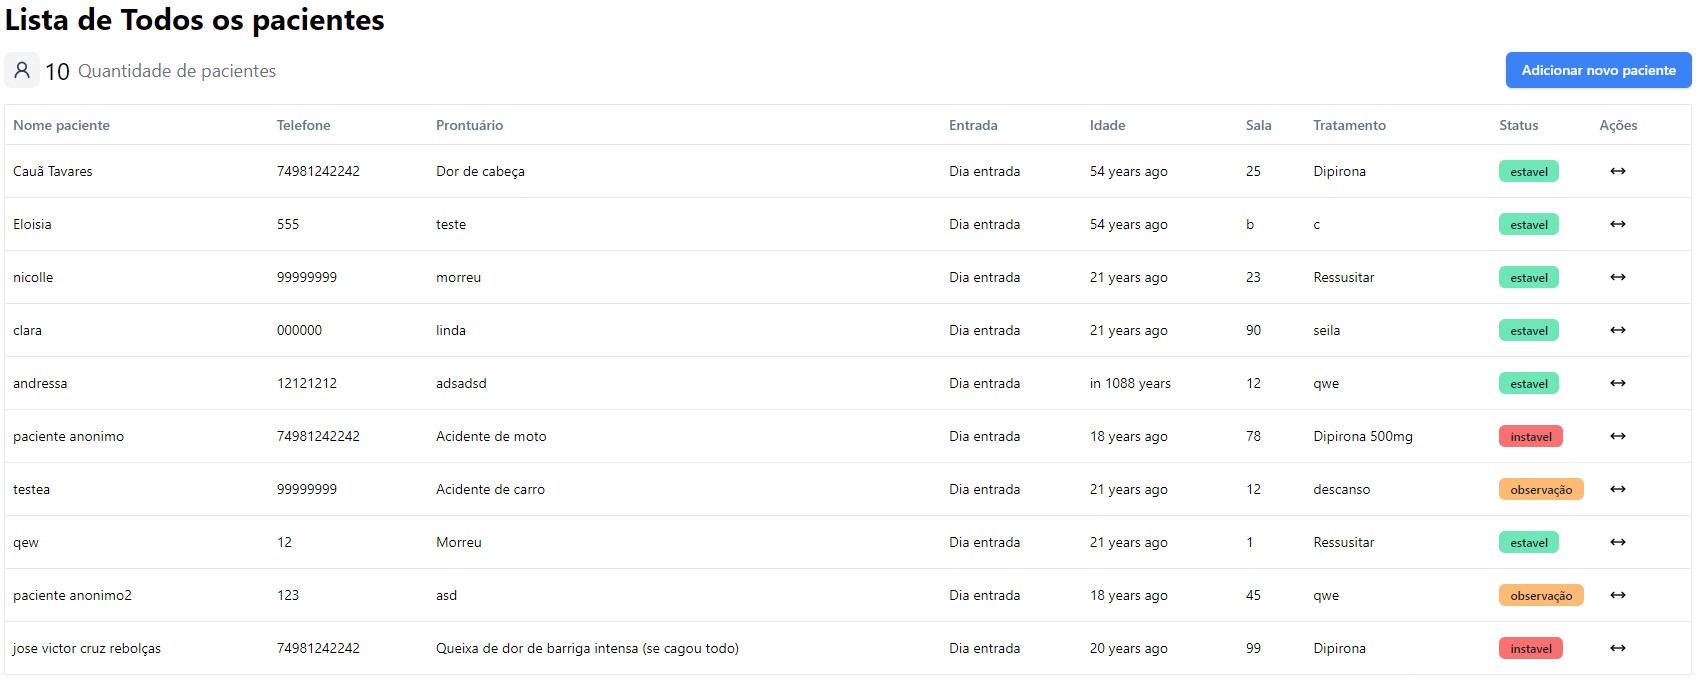 Lista de Todos os pacientes
10 Quantidade de pacientes Adicionar novo paciente
Nome paciente Telefone Prontuário Entrada Idade Sala Tratamento Status Ações
Cauã Tavares 74981242242 Dor de cabeça Dia entrada 54 years ago 25 Dipirona estavel
Eloisia 555 teste Dia entrada 54 years ago b c estavel
nicolle 99999999 morreu Dia entrada 21 years ago 23 Ressusitar estavel
clara 000000 linda Dia entrada 21 years ago 90 seila estavel
andressa 12121212 adsadsd Dia entrada in 1088 years 12 qwe estavel
paciente anonimo 74981242242 Acidente de moto Dia entrada 18 years ago 78 Dipirona 500mg instavel
testea 99999999 Acidente de carro Dia entrada 21 years ago 12 descanso observação
qew 12 Morreu Dia entrada 21 years ago 1 Ressusitar estavel
paciente anonimo2 123 asd Dia entrada 18 years ago 45 qwe observação
jose victor cruz rebolças 74981242242 Queixa de dor de barriga intensa (se cagou todo) Dia entrada 20 years ago 99 Dipirona instavel